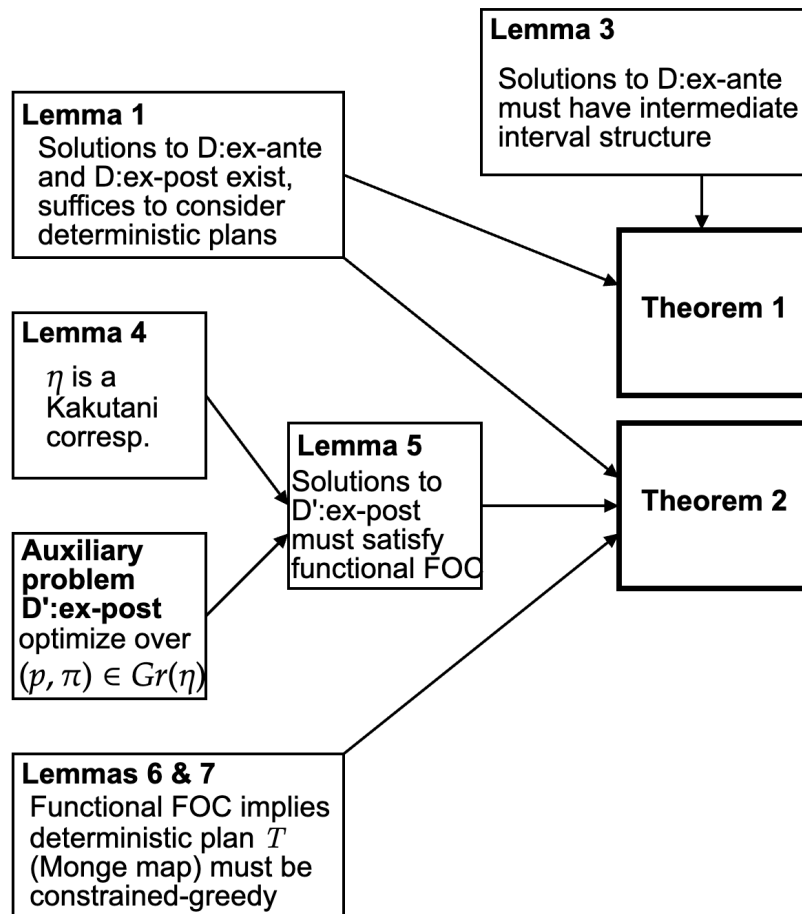 Lemma 3
Solutions to D:ex-ante
must have intermediate
interval structure
Lemma 1
Solutions to D:ex-ante
and D:ex-post exist,
suffices to consider
deterministic plans
Theorem 1
Lemma 4
η is a
Kakutani
corresp.
Lemma 5
Solutions to
D':ex-post
must satisfy
functional FOC
Theorem 2
Auxiliary
problem
D':ex-post
optimize over
(p, π) ∈ Gr(η)
Lemmas 6 & 7
Functional FOC implies
deterministic plan T
(Monge map) must be
constrained-greedy